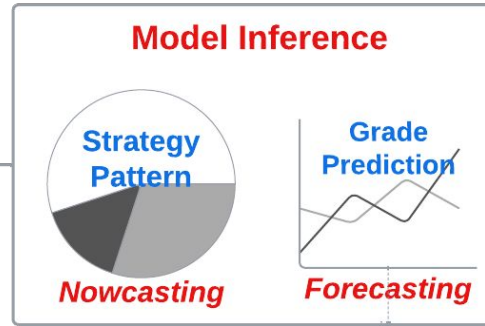 Model Inference
Strategy
Pattern
Nowcasting
Grade
Prediction
Forecasting